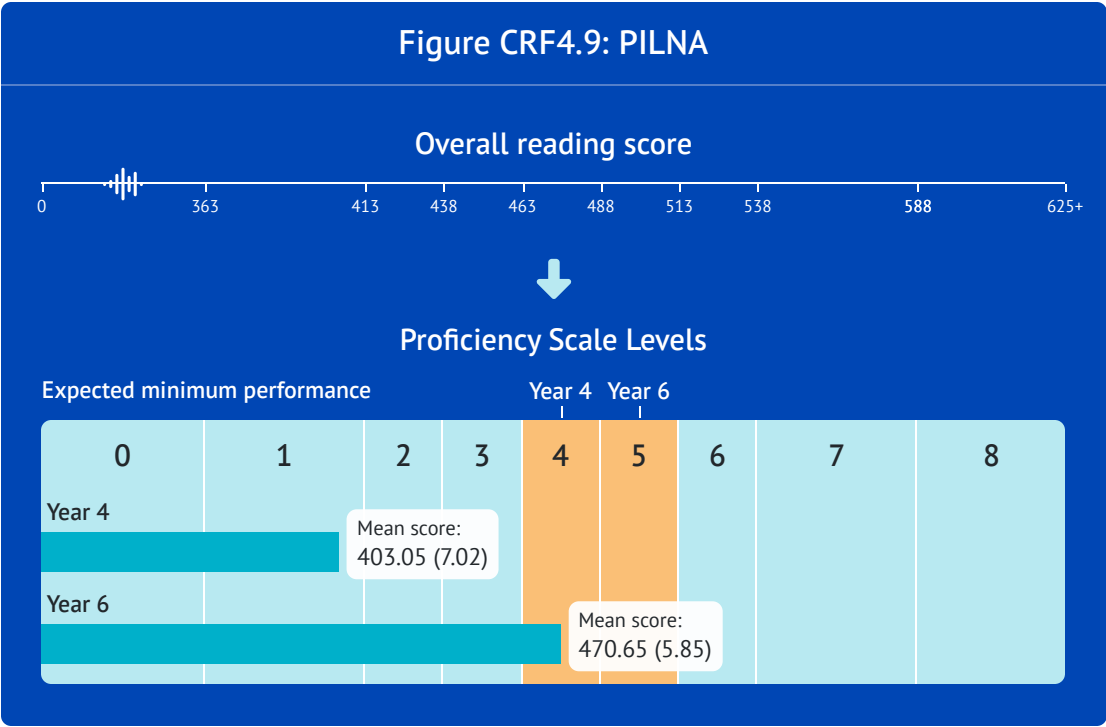 Figure CRF4.9: PILNA
Overall reading score
0 363 413 438 463 488 513 538 588 625+
Proficiency Scale Levels
Expected minimum performance Year 4 Year 6
0 1 2 3 4 5 6 7 8
Year 4
Mean score:
403.05 (7.02)
Year 6
Mean score:
470.65 (5.85)